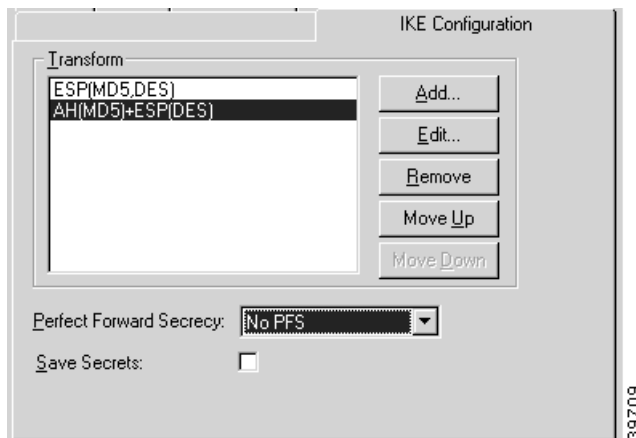 IKE Configuration
Transform
ESP(MD5,DES)
AH(MD5)+ESP(DES)
Add...
Edit...
Remove
Move Up
Move Down
Perfect Forward Secrecy:
No PFS
Save Secrets:
39709